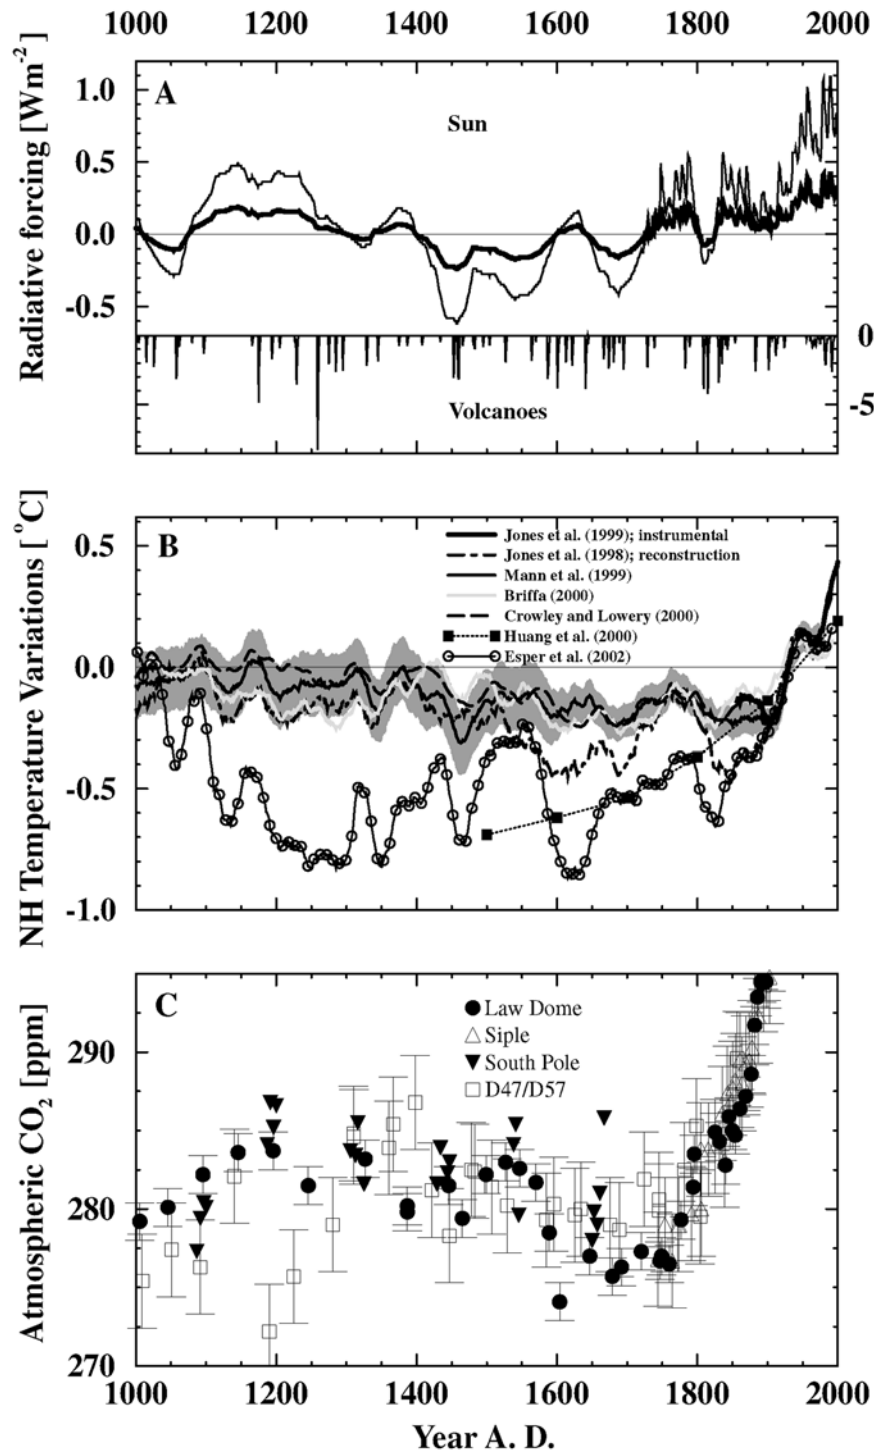 1000 1200 1400 1600 1800 2000
Radiative forcing [Wm-2]
1.0
0.5
0.0
-0.5
A
Sun
0
-5
Volcanoes
NH Temperature Variations [ °C]
0.5
0.0
-0.5
-1.0
B
Jones et al. (1999); instrumental
Jones et al. (1998); reconstruction
Mann et al. (1999)
Briffa (2000)
Crowley and Lowery (2000)
Huang et al. (2000)
Esper et al. (2002)
Atmospheric CO2 [ppm]
290
280
270
C
Law Dome
Siple
South Pole
D47/D57
1000 1200 1400 1600 1800 2000
Year A. D.